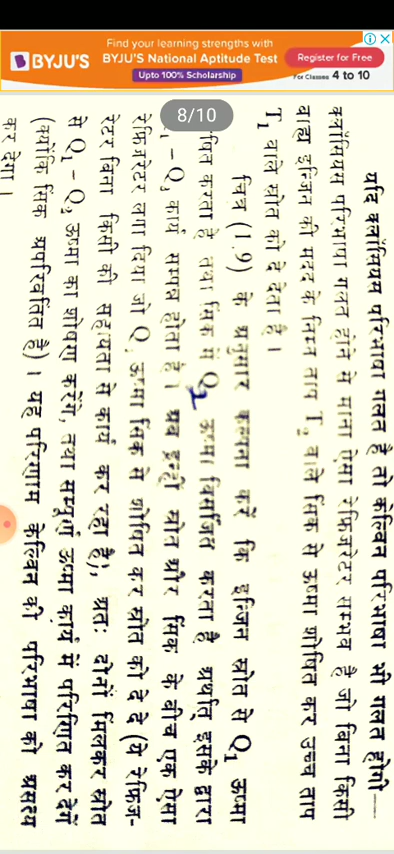 Find your learning strengths with
BYJU'S National Aptitude Test
BYJU'S
Upto 100% Scholarship
Register for Free
For Classes 4 to 10
8/10
यदि क्लॉसियस परिभाषा गलत है तो केल्विन परिभाषा भी गलत होगी—
क्लॉसियस परिभाषा गलत होने से माना ऐसा रेफ्रिजरेटर सम्भव है जो बिना किसी
बाह्य इन्जिन की मदद के निम्न ताप T₂ वाले सिंक से ऊष्मा शोषित कर उच्च ताप
T₁ वाले स्रोत को दे देता है।
चित्र (1.9) के अनुसार कल्पना करें कि इन्जिन स्रोत से Q₁ ऊष्मा
षित करता है तथा सिंक में Q₂ ऊष्मा विसर्जित करता है अर्थात् इसके द्वारा
₁ – Q₂ कार्य सम्पन्न होता है। अब इन्हीं स्रोत और सिंक के बीच एक ऐसा
रेफ्रिजरेटर लगा दिया जो Q₂ ऊष्मा सिंक से शोषित कर स्रोत को दे दे (ये रेफ्रिज-
रेटर बिना किसी की सहायता से कार्य कर रहा है), अतः दोनों मिलकर स्रोत
से Q₁ – Q₂ ऊष्मा का शोषण करेंगे, तथा सम्पूर्ण ऊष्मा कार्य में परिणित कर देंगे
(क्योंकि सिंक अपरिवर्तित है)। यह परिणाम केल्विन की परिभाषा को असत्य
कर देगा।